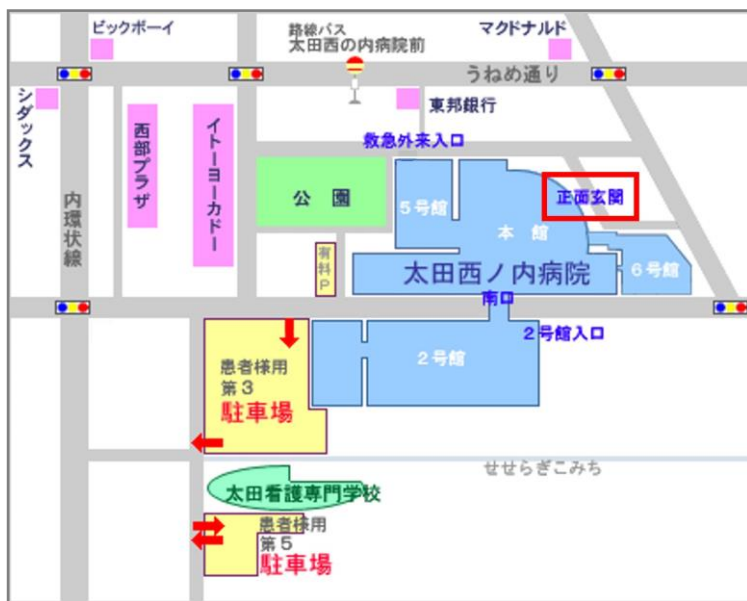 ビックボーイ
路線バス
太田西の内病院前
マクドナルド
うねめ通り
シダックス
西部プラザ
イトーヨーカドー
東邦銀行
救急外来入口
内環状線
公園
5号館
正面玄関
本館
有料P
太田西ノ内病院
6号館
南口
2号館入口
2号館
患者様用
第3
駐車場
せせらぎこみち
太田看護専門学校
患者様用
第5
駐車場